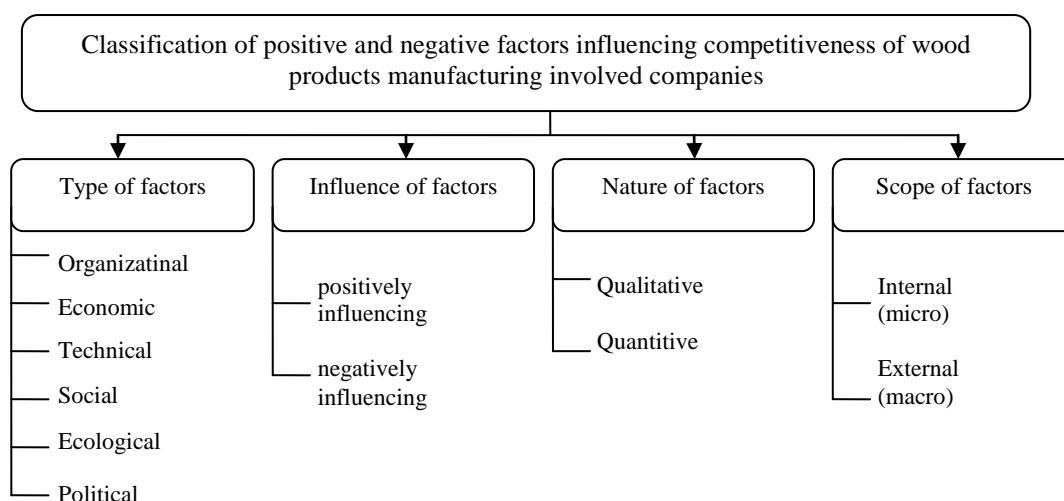 Classification of positive and negative factors influencing competitiveness of wood
products manufacturing involved companies
Type of factors
Influence of factors
Nature of factors
Scope of factors
Organizatinal
Economic
Technical
Social
Ecological
Political
positively
influencing
negatively
influencing
Qualitative
Quantitive
Internal
(micro)
External
(macro)